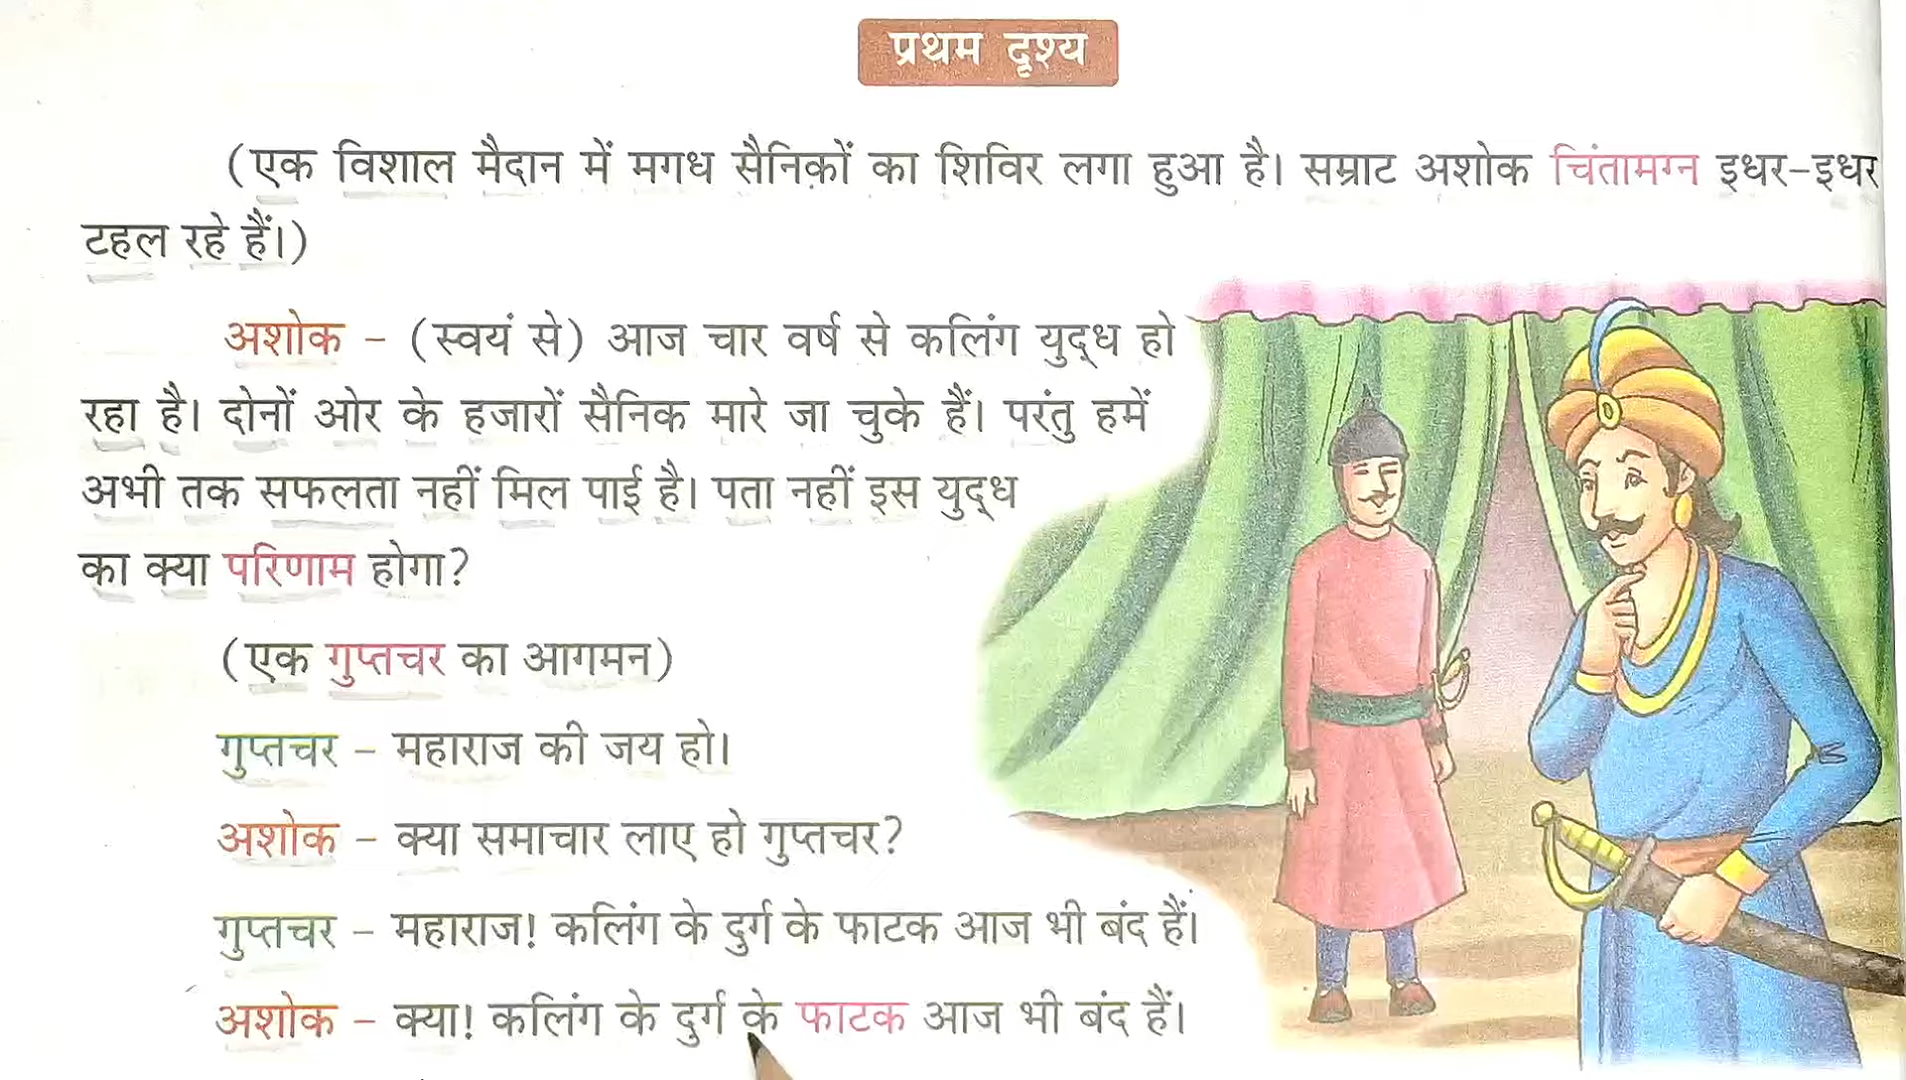 प्रथम दृश्य
(एक विशाल मैदान में मगध सैनिकों का शिविर लगा हुआ है। सम्राट अशोक चिंतामग्न इधर-इधर
टहल रहे हैं।)
अशोक - (स्वयं से) आज चार वर्ष से कलिंग युद्ध हो
रहा है। दोनों ओर के हजारों सैनिक मारे जा चुके हैं। परंतु हमें
अभी तक सफलता नहीं मिल पाई है। पता नहीं इस युद्ध
का क्या परिणाम होगा?
(एक गुप्तचर का आगमन)
गुप्तचर - महाराज की जय हो।
अशोक - क्या समाचार लाए हो गुप्तचर?
गुप्तचर - महाराज! कलिंग के दुर्ग के फाटक आज भी बंद हैं।
अशोक - क्या! कलिंग के दुर्ग के फाटक आज भी बंद हैं।